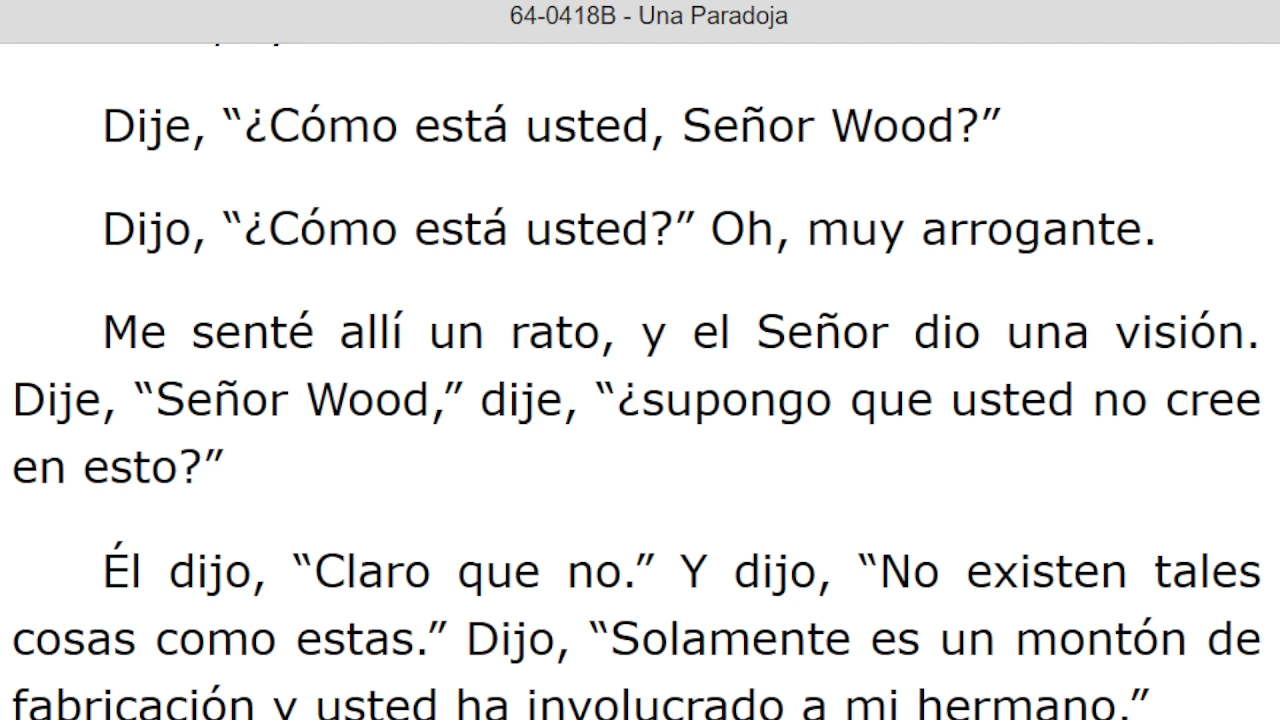 64-0418B - Una Paradoja
Dije, “¿Cómo está usted, Señor Wood?”
Dijo, “¿Cómo está usted?” Oh, muy arrogante.
Me senté allí un rato, y el Señor dio una visión.
Dije, “Señor Wood,” dije, “¿supongo que usted no cree
en esto?”
Él dijo, “Claro que no.” Y dijo, “No existen tales
cosas como estas.” Dijo, “Solamente es un montón de
fabricación y usted ha involucrado a mi hermano.”